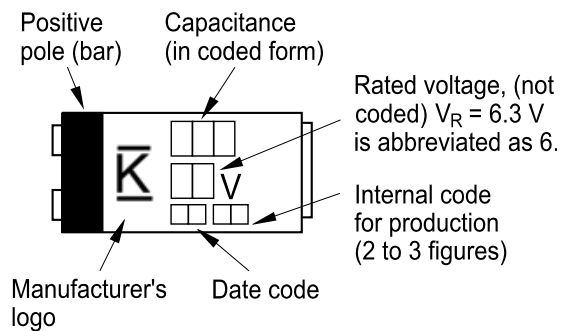 Positive
pole (bar)
Capacitance
(in coded form)
Rated voltage, (not
coded) VR = 6.3 V
is abbreviated as 6.
K
V
Internal code
for production
(2 to 3 figures)
Manufacturer's
logo
Date code